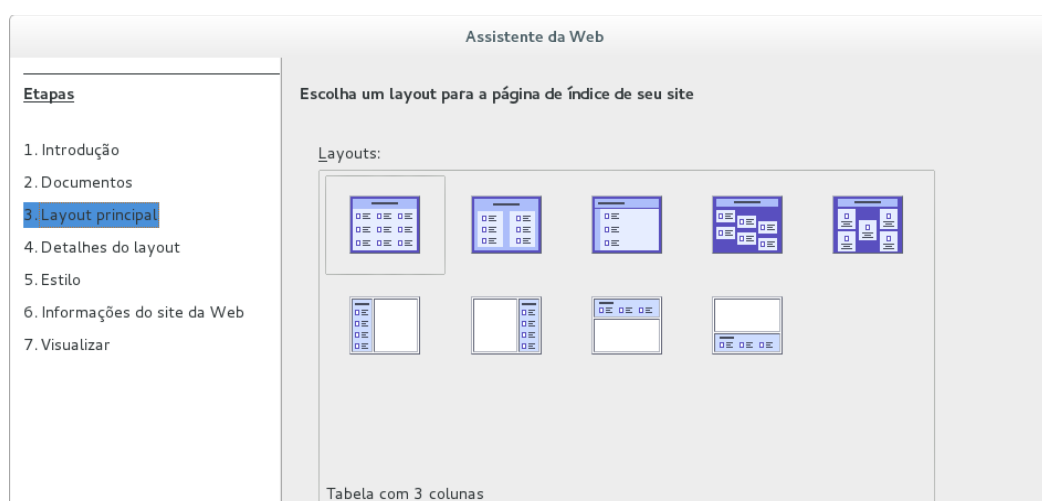 Assistente da Web
Etapas
1. Introdução
2. Documentos
3. Layout principal
4. Detalhes do layout
5. Estilo
6. Informações do site da Web
7. Visualizar
Escolha um layout para a página de índice de seu site
Layouts:
Tabela com 3 colunas